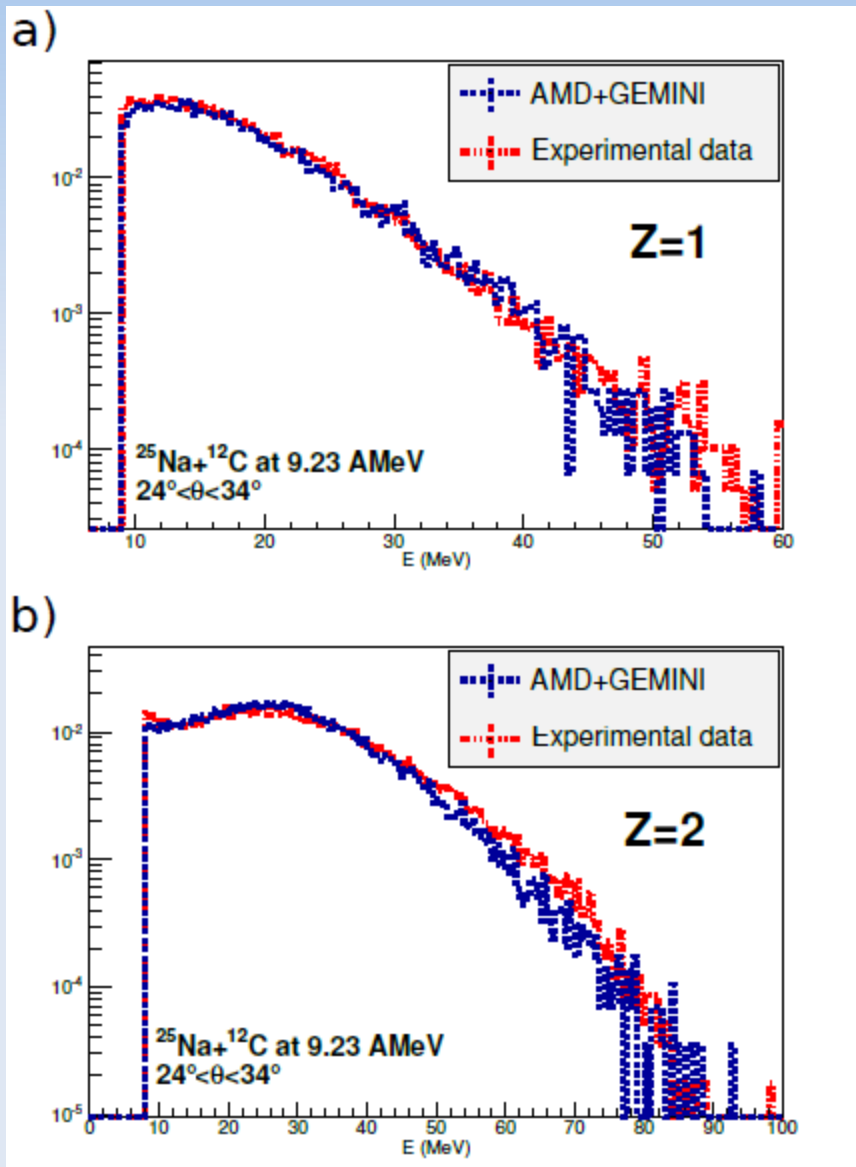 a)
AMD+GEMINI
Experimental data
Z=1
10⁻²
10⁻³
10⁻⁴
²⁵Na+¹²C at 9.23 AMeV
24°<θ<34°
10 20 30 40 50 60
E (MeV)
b)
AMD+GEMINI
Experimental data
Z=2
10⁻²
10⁻³
10⁻⁴
10⁻⁵
²⁵Na+¹²C at 9.23 AMeV
24°<θ<34°
0 10 20 30 40 50 60 70 80 90 100
E (MeV)